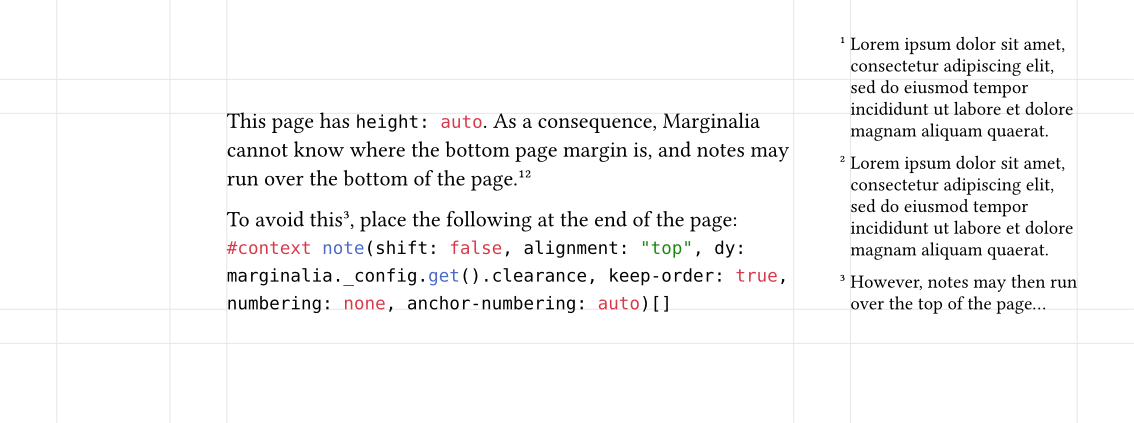 This page has height: auto. As a consequence, Marginalia
cannot know where the bottom page margin is, and notes may
run over the bottom of the page.¹²
To avoid this³, place the following at the end of the page:
#context note(shift: false, alignment: "top", dy:
marginalia._config.get().clearance, keep-order: true,
numbering: none, anchor-numbering: auto)[]
¹ Lorem ipsum dolor sit amet,
consectetur adipiscing elit,
sed do eiusmod tempor
incididunt ut labore et dolore
magnam aliquam quaerat.
² Lorem ipsum dolor sit amet,
consectetur adipiscing elit,
sed do eiusmod tempor
incididunt ut labore et dolore
magnam aliquam quaerat.
³ However, notes may then run
over the top of the page…